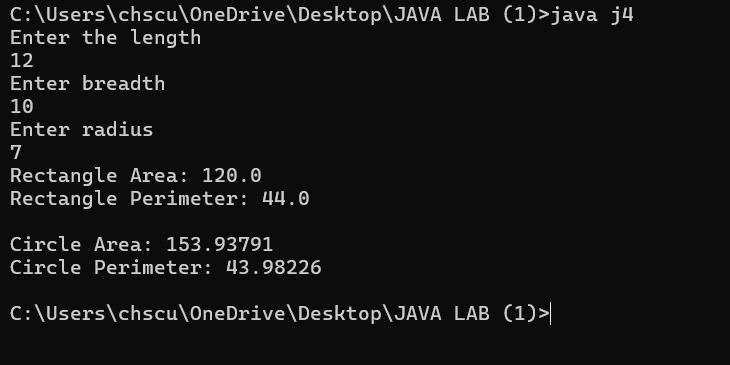 C:\Users\chscu\OneDrive\Desktop\JAVA LAB (1)>java j4
Enter the length
12
Enter breadth
10
Enter radius
7
Rectangle Area: 120.0
Rectangle Perimeter: 44.0
Circle Area: 153.93791
Circle Perimeter: 43.98226
C:\Users\chscu\OneDrive\Desktop\JAVA LAB (1)>